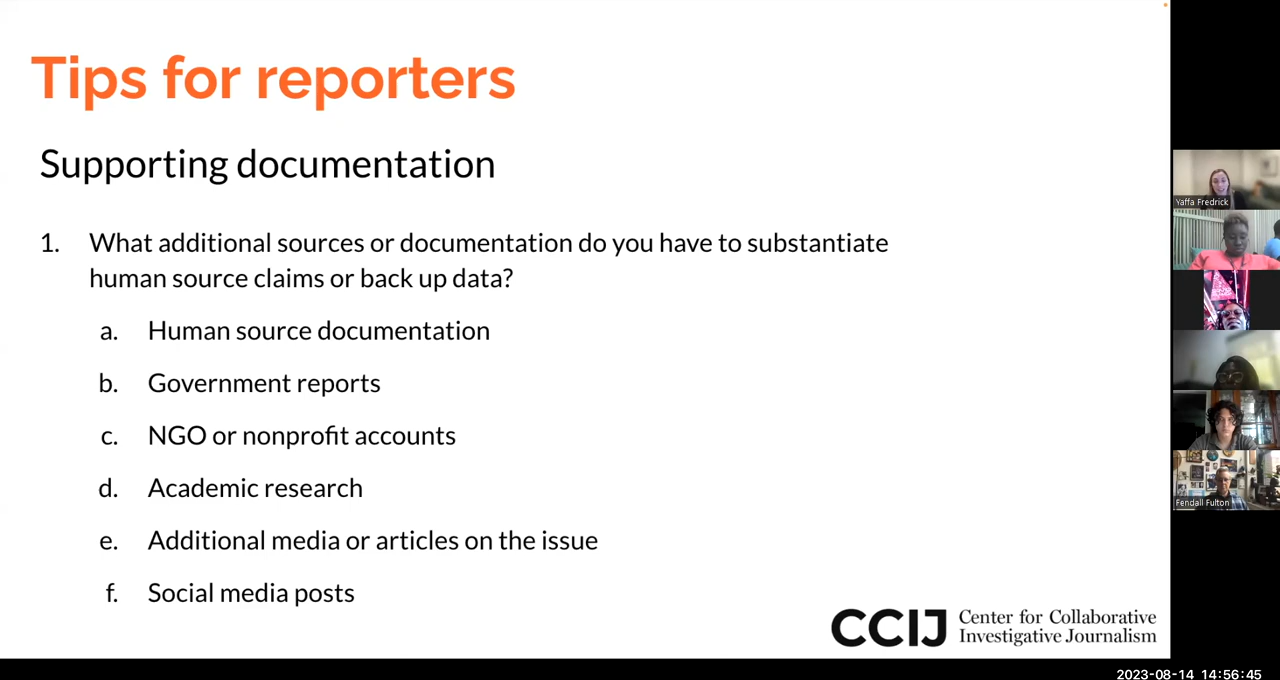 Tips for reporters
Supporting documentation
1. What additional sources or documentation do you have to substantiate
human source claims or back up data?
a. Human source documentation
b. Government reports
c. NGO or nonprofit accounts
d. Academic research
e. Additional media or articles on the issue
f. Social media posts
CCIJ
Center for Collaborative
Investigative Journalism
Yaffa Fredrick
Fendall Fulton
2023-08-14 14:56:45